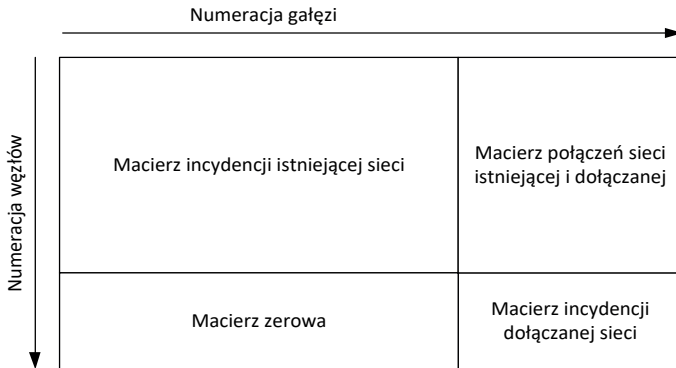 Numeracja gałęzi
Numeracja węzłów
Macierz incydencji istniejącej sieci
Macierz połączeń sieci
istniejącej i dołączanej
Macierz zerowa
Macierz incydencji
dołączanej sieci